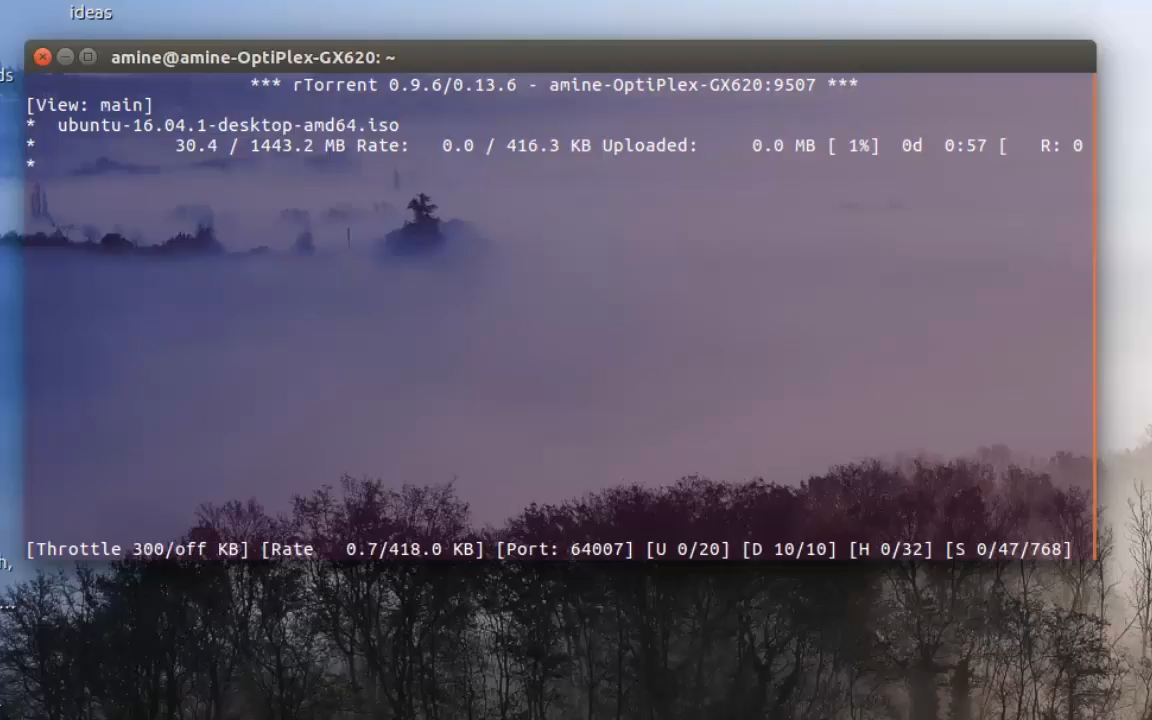 ideas
ds
amine@amine-OptiPlex-GX620: ~
*** rTorrent 0.9.6/0.13.6 - amine-OptiPlex-GX620:9507 ***
[View: main]
*  ubuntu-16.04.1-desktop-amd64.iso
*             30.4 / 1443.2 MB Rate:   0.0 / 416.3 KB Uploaded:     0.0 MB [ 1%]  0d  0:57 [   R: 0
*
[Throttle 300/off KB] [Rate   0.7/418.0 KB] [Port: 64007] [U 0/20] [D 10/10] [H 0/32] [S 0/47/768]
h,
...